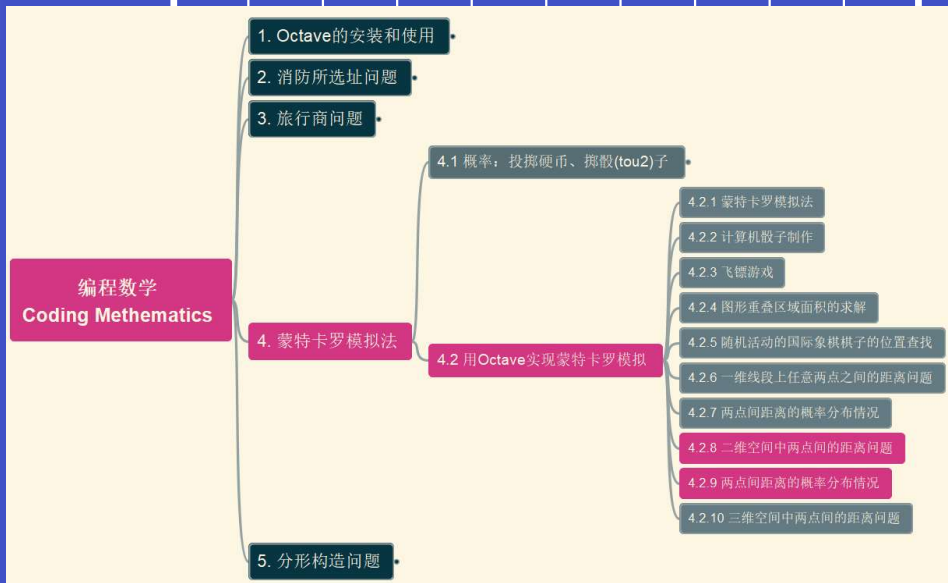 编程数学
Coding Methematics
1. Octave的安装和使用
2. 消防所选址问题
3. 旅行商问题
4. 蒙特卡罗模拟法
4.1 概率：投掷硬币、掷骰(tou2)子
4.2 用Octave实现蒙特卡罗模拟
4.2.1 蒙特卡罗模拟法
4.2.2 计算机骰子制作
4.2.3 飞镖游戏
4.2.4 图形重叠区域面积的求解
4.2.5 随机活动的国际象棋棋子的位置查找
4.2.6 一维线段上任意两点之间的距离问题
4.2.7 两点间距离的概率分布情况
4.2.8 二维空间中两点间的距离问题
4.2.9 两点间距离的概率分布情况
4.2.10 三维空间中两点间的距离问题
5. 分形构造问题